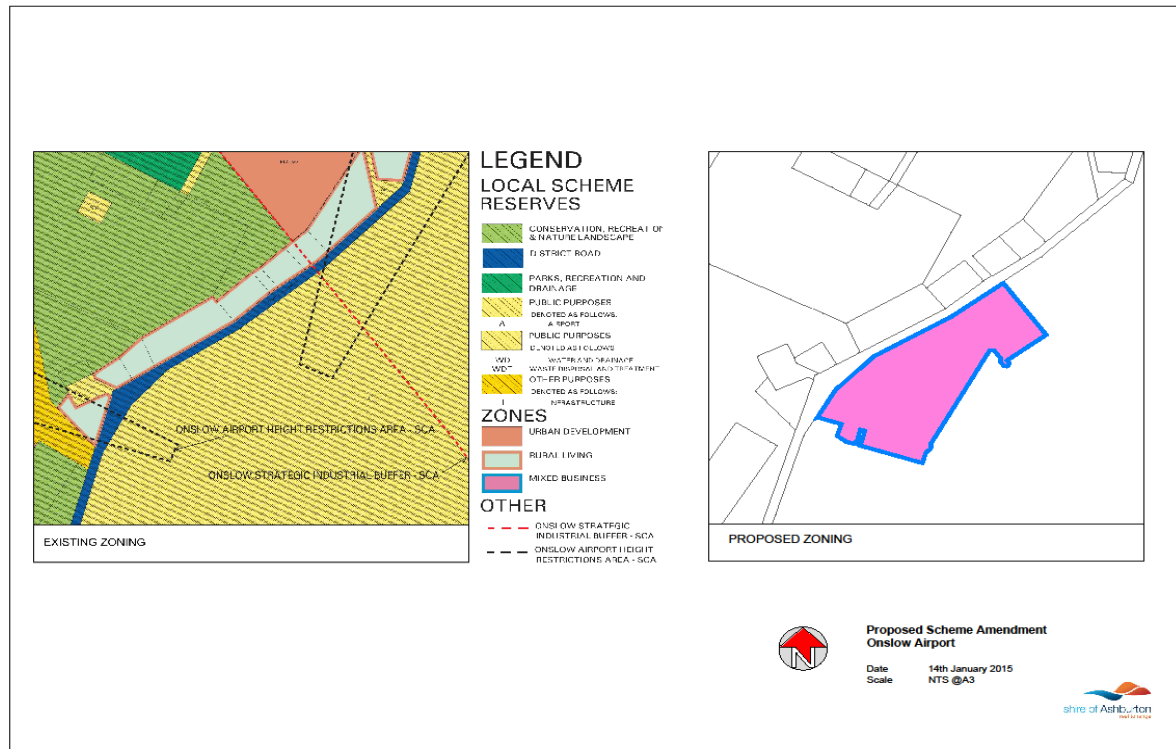 ONSLOW AIRPORT HEIGHT RESTRICTIONS AREA - SCA
ONSLOW STRATEGIC INDUSTRIAL BUFFER - SCA
EXISTING ZONING
LEGEND
LOCAL SCHEME
RESERVES
CONSERVATION, RECREATION
& NATURE LANDSCAPE
DISTRICT ROAD
PARKS, RECREATION AND
DRAINAGE
PUBLIC PURPOSES
DENOTED AS FOLLOWS:
A AIRPORT
PUBLIC PURPOSES
DENOTED AS FOLLOWS
WD WATER AND DRAINAGE
WDT WASTE DISPOSAL AND TREATMENT
OTHER PURPOSES
DENOTED AS FOLLOWS:
I INFRASTRUCTURE
ZONES
URBAN DEVELOPMENT
RURAL LIVING
MIXED BUSINESS
OTHER
ONSLOW STRATEGIC
INDUSTRIAL BUFFER - SCA
ONSLOW AIRPORT HEIGHT
RESTRICTIONS AREA - SCA
PROPOSED ZONING
N
Proposed Scheme Amendment
Onslow Airport
Date 14th January 2015
Scale NTS @A3
shire of Ashburton